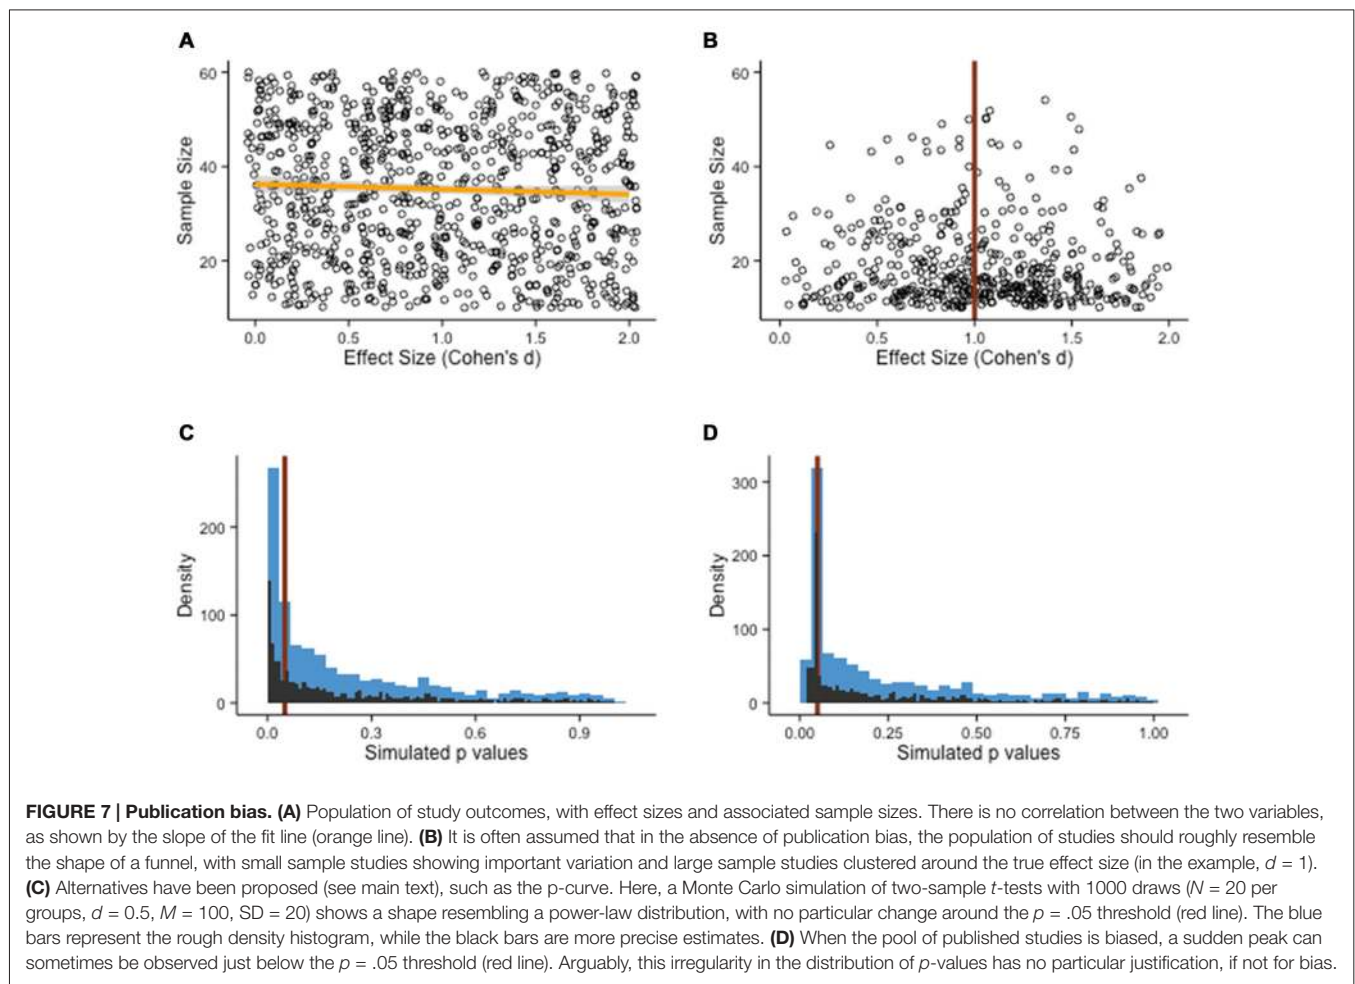 A
B
60
40
20
Sample Size
0.0 0.5 1.0 1.5 2.0
Effect Size (Cohen's d)
60
40
20
Sample Size
0.0 0.5 1.0 1.5 2.0
Effect Size (Cohen's d)
C
D
200
100
0
Density
0.0 0.3 0.6 0.9
Simulated p values
300
200
100
0
Density
0.00 0.25 0.50 0.75 1.00
Simulated p values
FIGURE 7 | Publication bias. (A) Population of study outcomes, with effect sizes and associated sample sizes. There is no correlation between the two variables,
as shown by the slope of the fit line (orange line). (B) It is often assumed that in the absence of publication bias, the population of studies should roughly resemble
the shape of a funnel, with small sample studies showing important variation and large sample studies clustered around the true effect size (in the example, d = 1).
(C) Alternatives have been proposed (see main text), such as the p-curve. Here, a Monte Carlo simulation of two-sample t-tests with 1000 draws (N = 20 per
groups, d = 0.5, M = 100, SD = 20) shows a shape resembling a power-law distribution, with no particular change around the p = .05 threshold (red line). The blue
bars represent the rough density histogram, while the black bars are more precise estimates. (D) When the pool of published studies is biased, a sudden peak can
sometimes be observed just below the p = .05 threshold (red line). Arguably, this irregularity in the distribution of p-values has no particular justification, if not for bias.